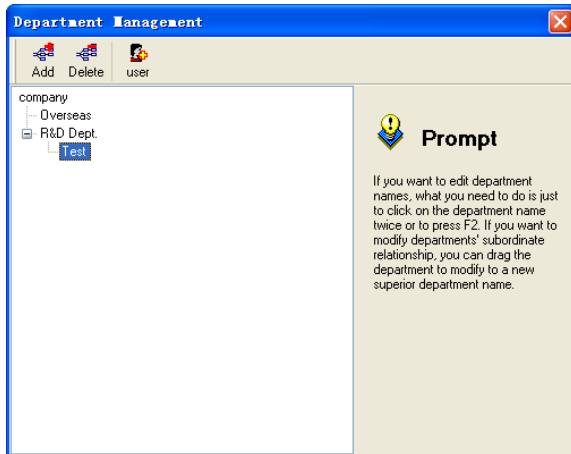 Department Management
Add Delete user
company
Overseas
R&D Dept.
Test
Prompt
If you want to edit department
names, what you need to do is just
to click on the department name
twice or to press F2. If you want to
modify departments' subordinate
relationship, you can drag the
department to modify to a new
superior department name.